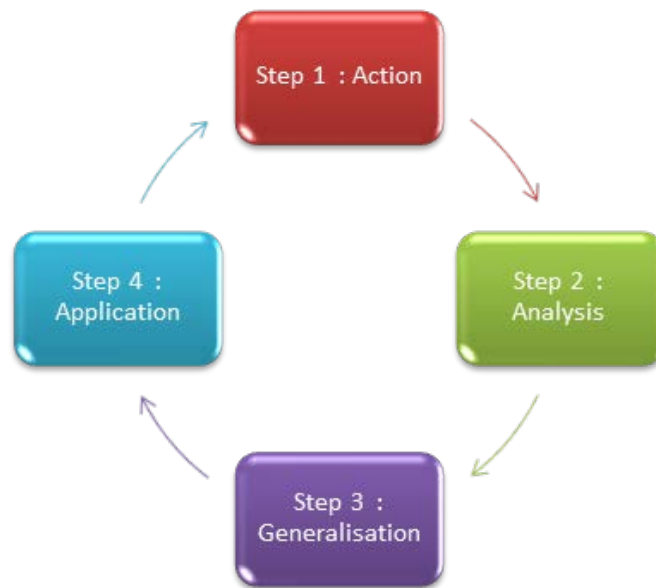 Step 1 : Action
Step 2 :
Analysis
Step 3 :
Generalisation
Step 4 :
Application